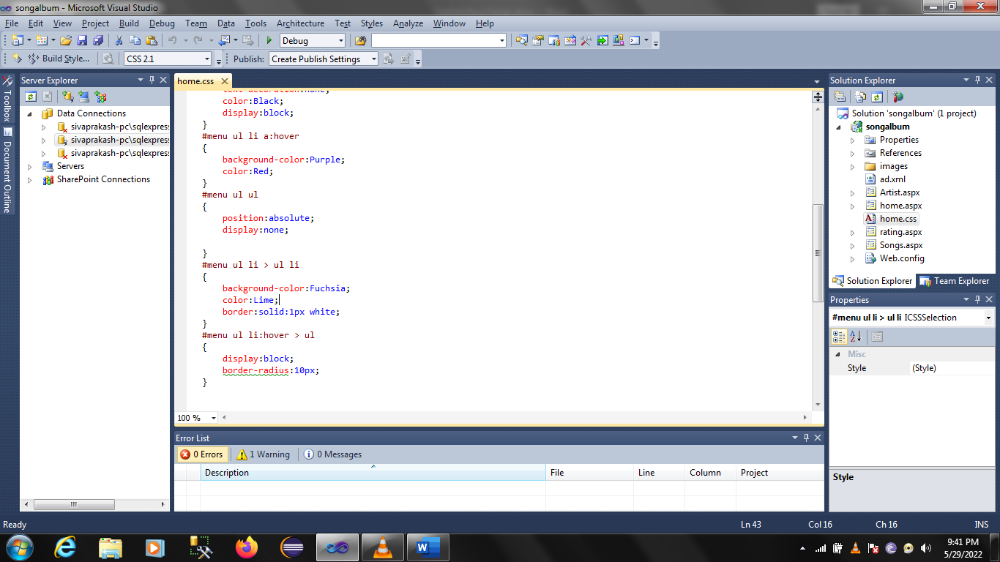 songalbum - Microsoft Visual Studio
File Edit View Project Build Debug Team Data Tools Architecture Test Styles Analyze Window Help
Debug
Build Style... CSS 2.1 Publish: Create Publish Settings
Toolbox
Document Outline
Server Explorer
Data Connections
sivaprakash-pc\sqlexpress
sivaprakash-pc\sqlexpress
sivaprakash-pc\sqlexpress
Servers
SharePoint Connections
home.css
text-decoration:none;
color:Black;
display:block;
}
#menu ul li a:hover
{
background-color:Purple;
color:Red;
}
#menu ul ul
{
position:absolute;
display:none;
}
#menu ul li > ul li
{
background-color:Fuchsia;
color:Lime;
border:solid:1px white;
}
#menu ul li:hover > ul
{
display:block;
border-radius:10px;
}
100 %
Error List
0 Errors 1 Warning 0 Messages
Description File Line Column Project
Solution Explorer
Solution 'songalbum' (1 project)
songalbum
Properties
References
images
ad.xml
Artist.aspx
home.aspx
home.css
rating.aspx
Songs.aspx
Web.config
Solution Explorer Team Explorer
Properties
#menu ul li > ul li ICSSSelection
Misc
Style (Style)
Style
Ready Ln 43 Col 16 Ch 16 INS
9:41 PM
5/29/2022